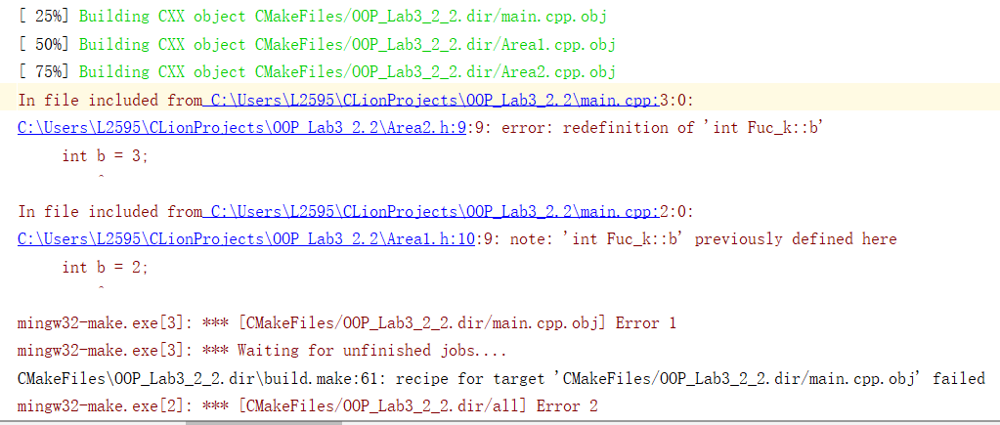 [ 25%] Building CXX object CMakeFiles/OOP_Lab3_2_2.dir/main.cpp.obj
[ 50%] Building CXX object CMakeFiles/OOP_Lab3_2_2.dir/Area1.cpp.obj
[ 75%] Building CXX object CMakeFiles/OOP_Lab3_2_2.dir/Area2.cpp.obj
In file included from C:\Users\L2595\CLionProjects\OOP_Lab3_2.2\main.cpp:3:0:
C:\Users\L2595\CLionProjects\OOP_Lab3_2.2\Area2.h:9:9: error: redefinition of 'int Fuc_k::b'
int b = 3;
^
In file included from C:\Users\L2595\CLionProjects\OOP_Lab3_2.2\main.cpp:2:0:
C:\Users\L2595\CLionProjects\OOP_Lab3_2.2\Area1.h:10:9: note: 'int Fuc_k::b' previously defined here
int b = 2;
^
mingw32-make.exe[3]: *** [CMakeFiles/OOP_Lab3_2_2.dir/main.cpp.obj] Error 1
mingw32-make.exe[3]: *** Waiting for unfinished jobs....
CMakeFiles\OOP_Lab3_2_2.dir\build.make:61: recipe for target 'CMakeFiles/OOP_Lab3_2_2.dir/main.cpp.obj' failed
mingw32-make.exe[2]: *** [CMakeFiles/OOP_Lab3_2_2.dir/all] Error 2